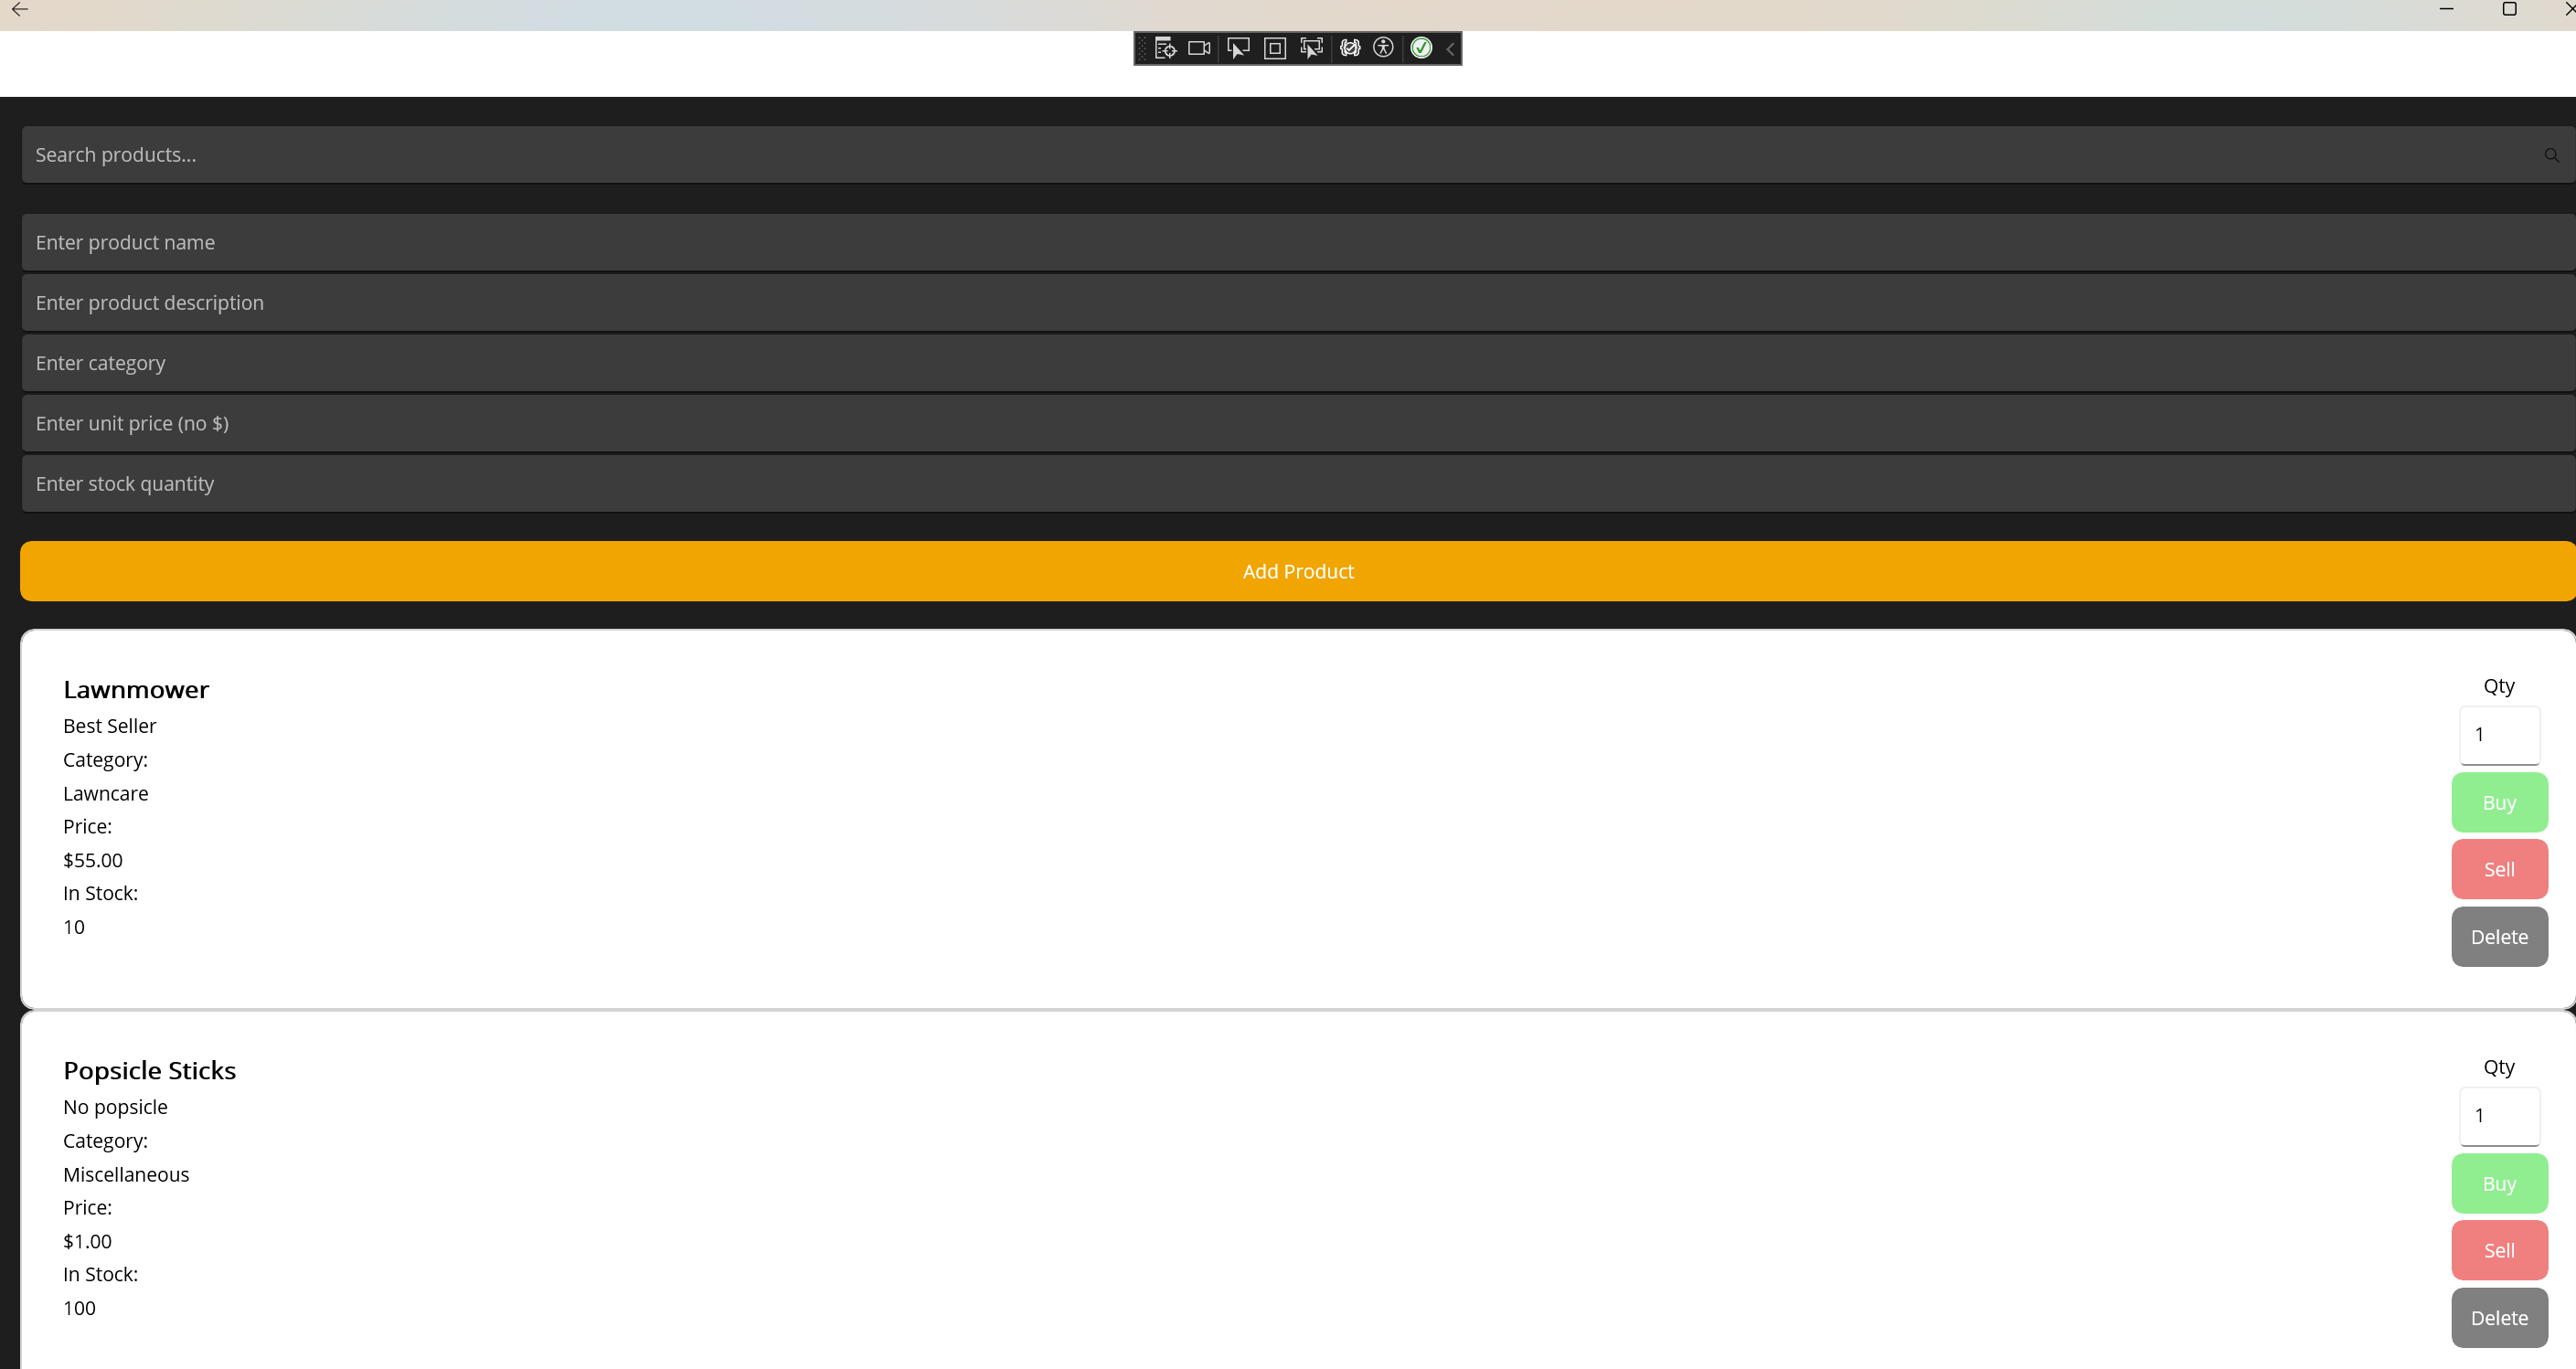 Search products...
Enter product name
Enter product description
Enter category
Enter unit price (no $)
Enter stock quantity
Add Product
Lawnmower
Best Seller
Category:
Lawncare
Price:
$55.00
In Stock:
10
Qty
1
Buy
Sell
Delete
Popsicle Sticks
No popsicle
Category:
Miscellaneous
Price:
$1.00
In Stock:
100
Qty
1
Buy
Sell
Delete